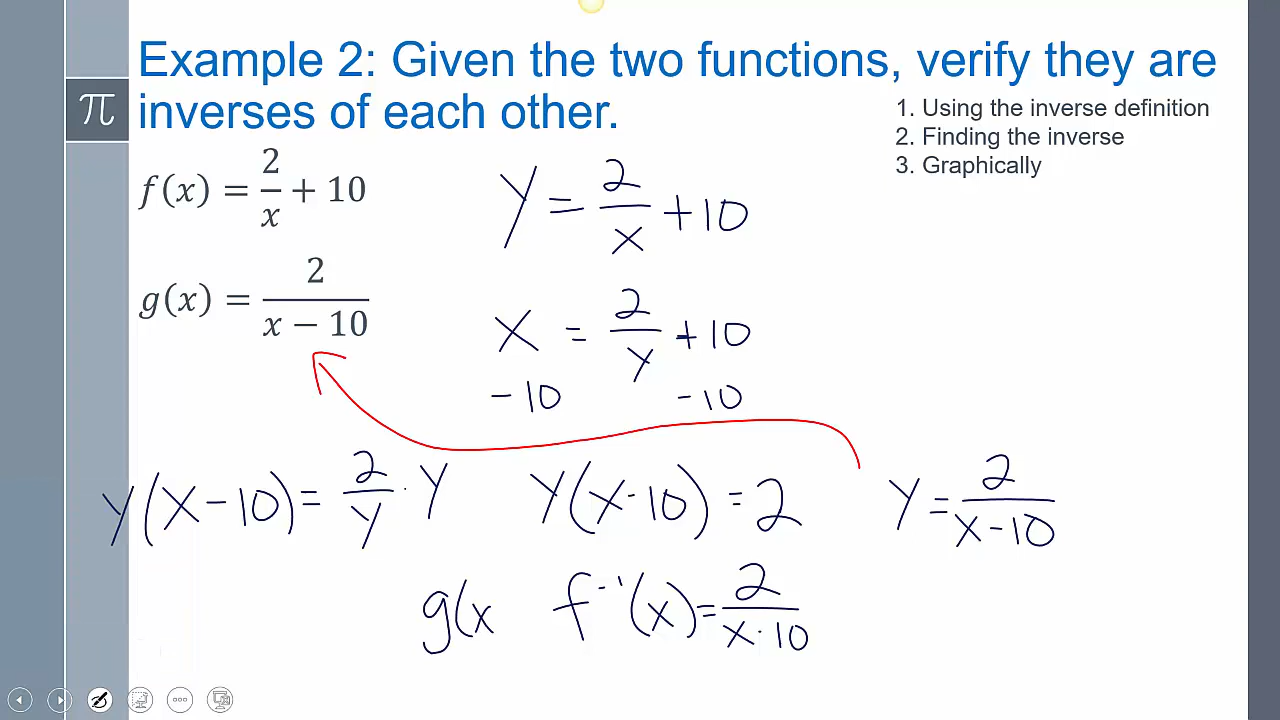 Example 2: Given the two functions, verify they are
inverses of each other.
π
1. Using the inverse definition
2. Finding the inverse
3. Graphically
f(x) = 2/x + 10
g(x) = 2/(x − 10)
Y = 2/x + 10
X = 2/y + 10
-10 -10
Y(X-10) = 2/Y · Y
Y(X-10) = 2
Y = 2/(X-10)
g(x
f⁻¹(x) = 2/(x-10)